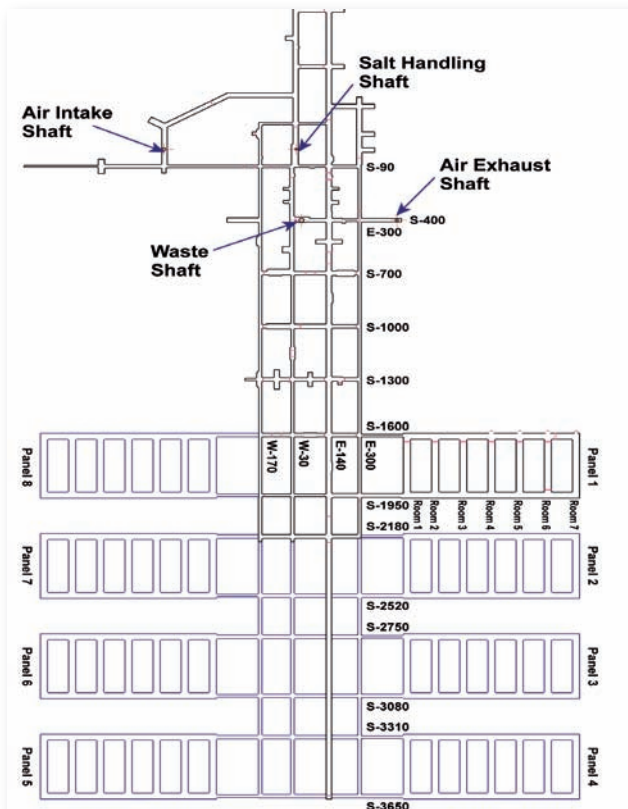 Salt Handling
Shaft
Air Intake
Shaft
S-90
Air Exhaust
Shaft
S-400
E-300
Waste
Shaft
S-700
S-1000
S-1300
S-1600
Panel 8
W-170
W-30
E-140
E-300
Panel 1
S-1950
S-2180
Room 1
Room 2
Room 3
Room 4
Room 5
Room 6
Room 7
Panel 7
Panel 2
S-2520
S-2750
Panel 6
Panel 3
S-3080
S-3310
Panel 5
Panel 4
S-3650